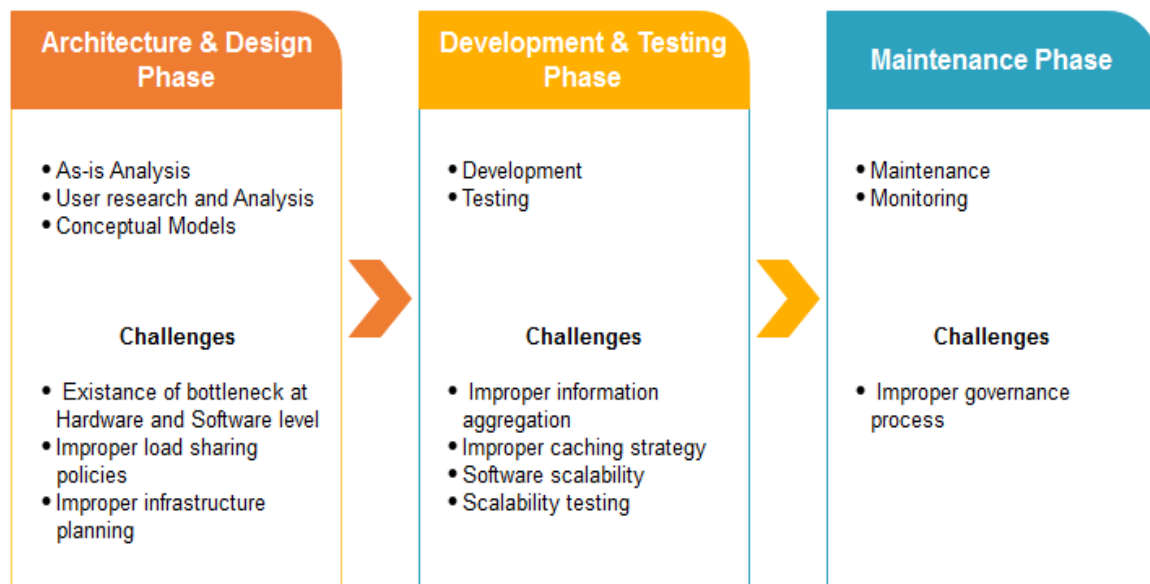 Architecture & Design
Phase
• As-is Analysis
• User research and Analysis
• Conceptual Models
Challenges
• Existance of bottleneck at
Hardware and Software level
• Improper load sharing
policies
• Improper infrastructure
planning
Development & Testing
Phase
• Development
• Testing
Challenges
• Improper information
aggregation
• Improper caching strategy
• Software scalability
• Scalability testing
Maintenance Phase
• Maintenance
• Monitoring
Challenges
• Improper governance
process